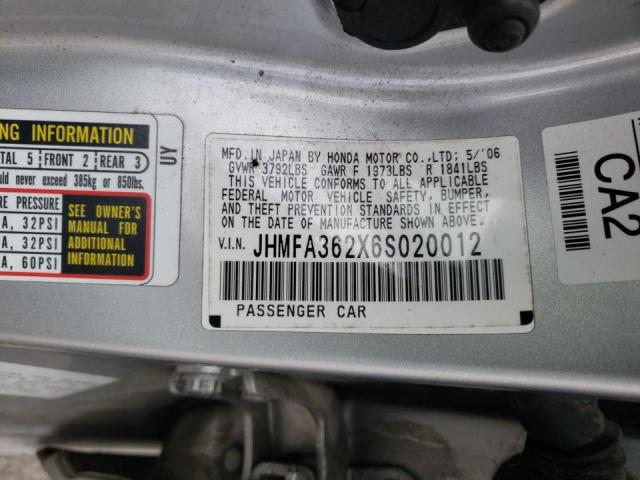 NG INFORMATION
TAL 5 FRONT 2 REAR 3
ould never exceed 385kg or 850lbs.
E PRESSURE
A, 32PSI
A, 32PSI
A, 60PSI
SEE OWNER'S
MANUAL FOR
ADDITIONAL
INFORMATION
UY
MFD. IN JAPAN BY HONDA MOTOR CO.,LTD: 5/'06
GVWR 3792LBS GAWR F 1973LBS R 1841LBS
THIS VEHICLE CONFORMS TO ALL APPLICABLE
FEDERAL MOTOR VEHICLE SAFETY, BUMPER,
AND THEFT PREVENTION STANDARDS IN EFFECT
ON THE DATE OF MANUFACTURE SHOWN ABOVE.
V.I.N. JHMFA362X6S020012
PASSENGER CAR
CA2